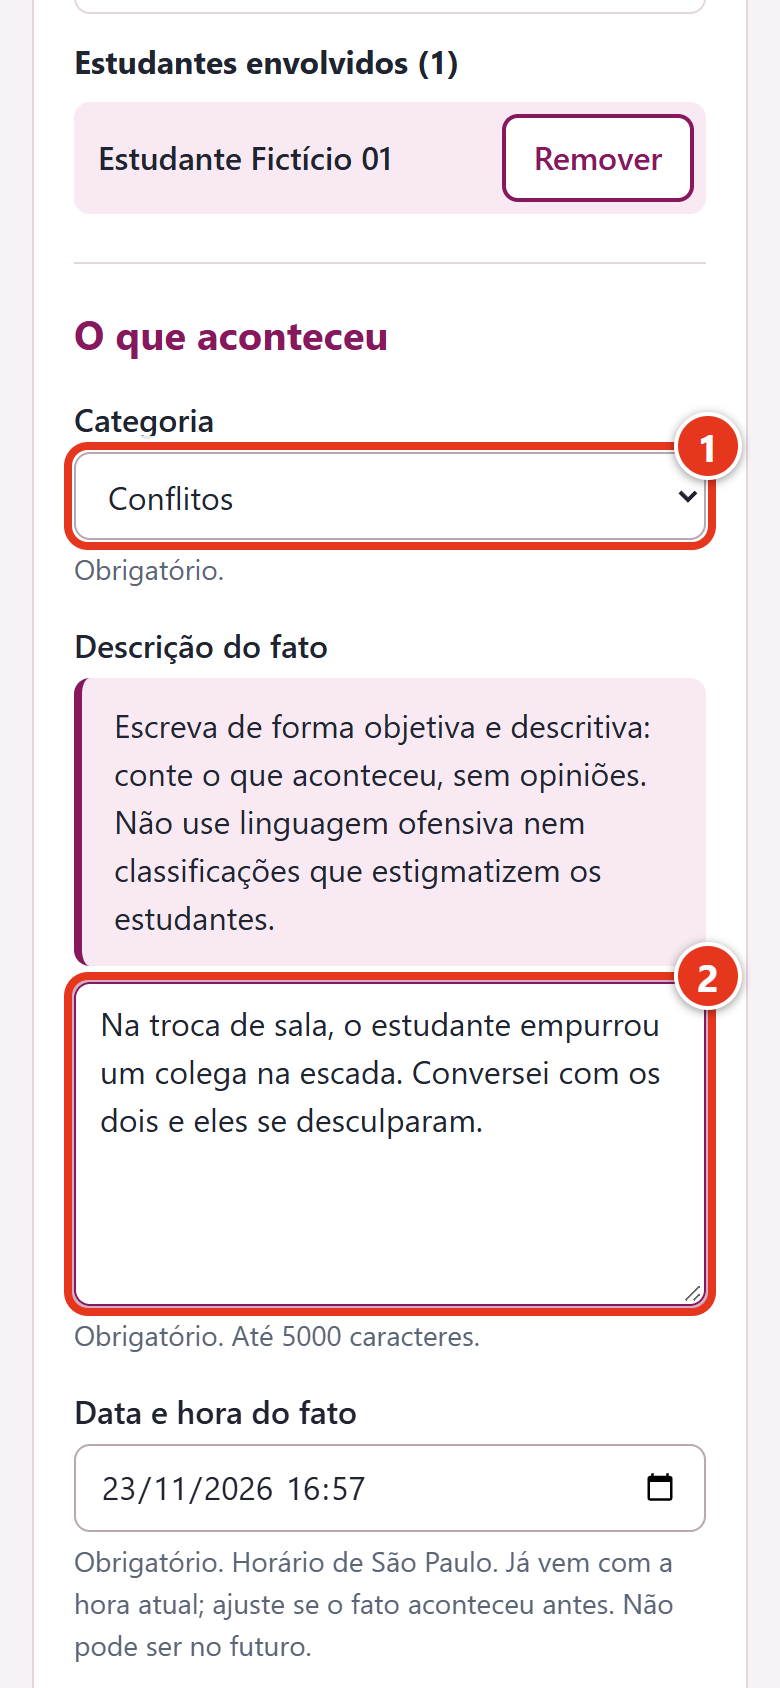 Estudantes envolvidos (1)
Estudante Fictício 01
Remover
O que aconteceu
Categoria
1
Conflitos
Obrigatório.
Descrição do fato
Escreva de forma objetiva e descritiva:
conte o que aconteceu, sem opiniões.
Não use linguagem ofensiva nem
classificações que estigmatizem os
estudantes.
2
Na troca de sala, o estudante empurrou
um colega na escada. Conversei com os
dois e eles se desculparam.
Obrigatório. Até 5000 caracteres.
Data e hora do fato
23/11/2026 16:57
Obrigatório. Horário de São Paulo. Já vem com a
hora atual; ajuste se o fato aconteceu antes. Não
pode ser no futuro.